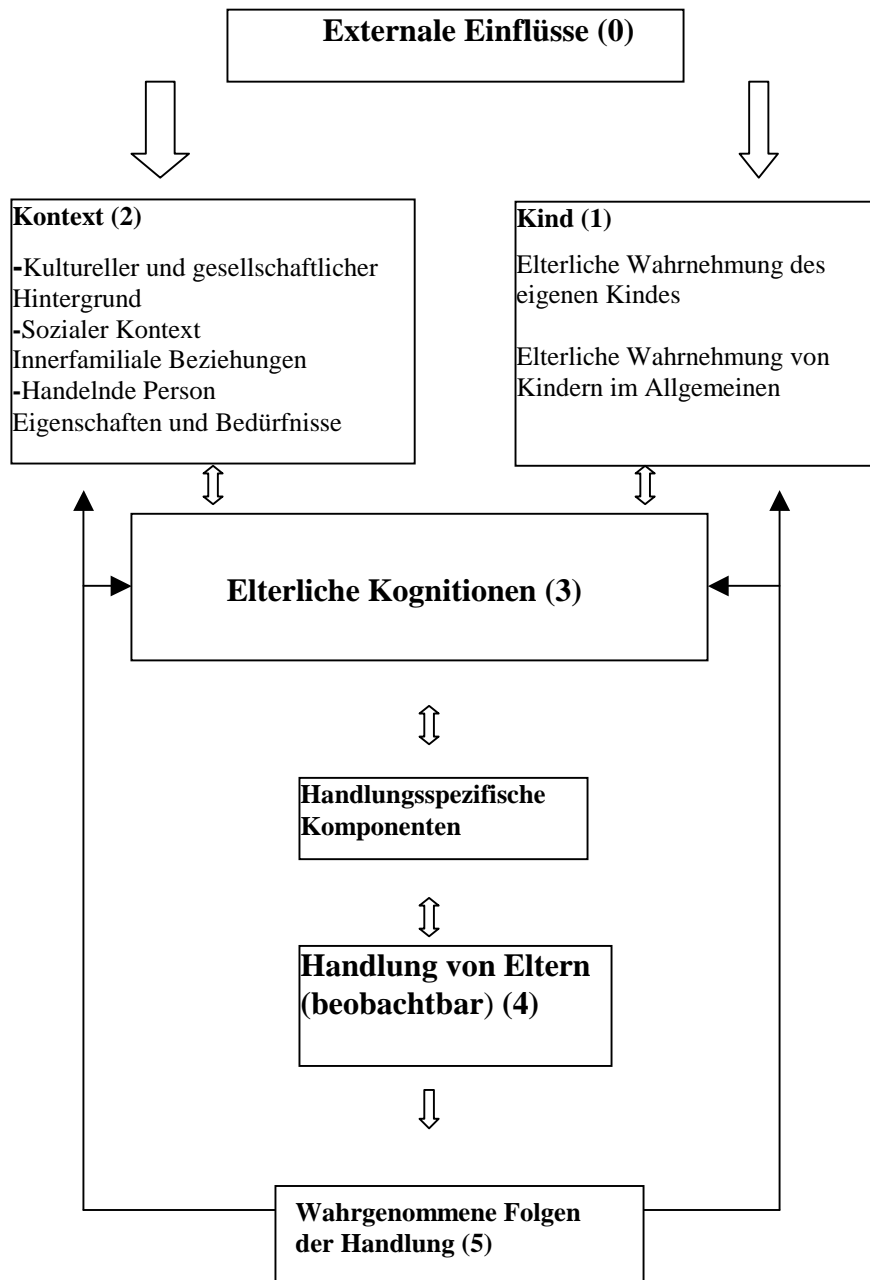 Externale Einflüsse (0)
Kontext (2)
-Kultureller und gesellschaftlicher
Hintergrund
-Sozialer Kontext
Innerfamiliale Beziehungen
-Handelnde Person
Eigenschaften und Bedürfnisse
Kind (1)
Elterliche Wahrnehmung des
eigenen Kindes
Elterliche Wahrnehmung von
Kindern im Allgemeinen
Elterliche Kognitionen (3)
Handlungsspezifische
Komponenten
Handlung von Eltern
(beobachtbar) (4)
Wahrgenommene Folgen
der Handlung (5)